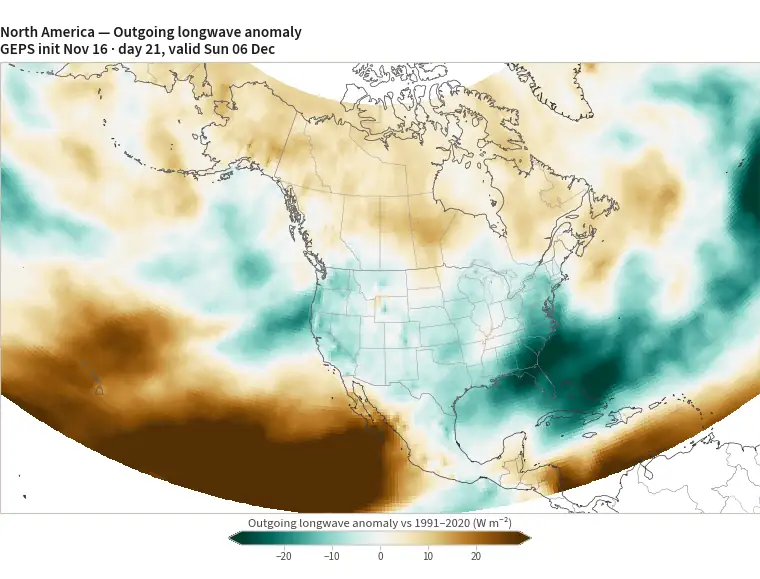 North America — Outgoing longwave anomaly
GEPS init Nov 16 · day 21, valid Sun 06 Dec
Outgoing longwave anomaly vs 1991–2020 (W m⁻²)
−20 −10 0 10 20